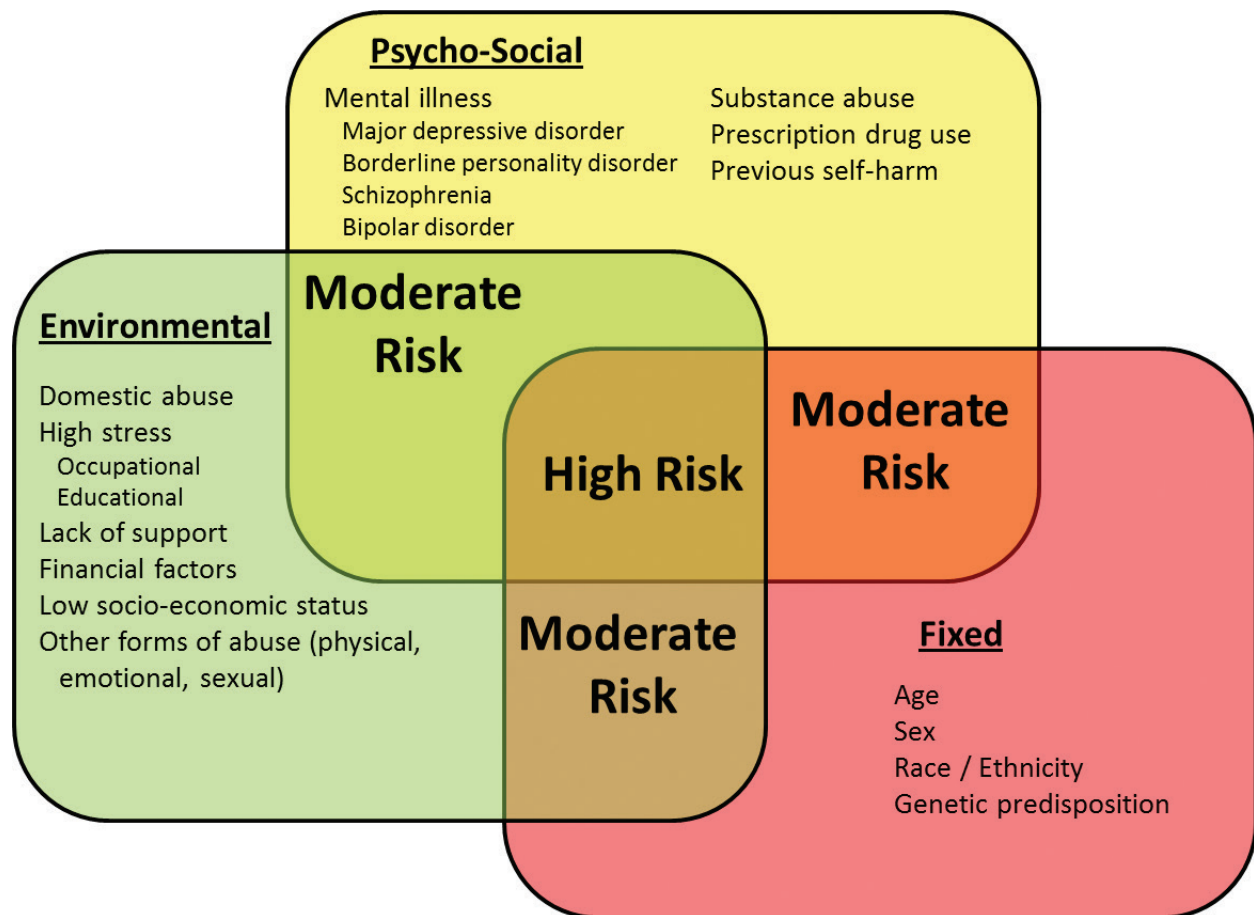 Psycho-Social
Mental illness
Major depressive disorder
Borderline personality disorder
Schizophrenia
Bipolar disorder
Substance abuse
Prescription drug use
Previous self-harm
Environmental
Domestic abuse
High stress
Occupational
Educational
Lack of support
Financial factors
Low socio-economic status
Other forms of abuse (physical,
emotional, sexual)
Moderate
Risk
High Risk
Moderate
Risk
Moderate
Risk
Fixed
Age
Sex
Race / Ethnicity
Genetic predisposition